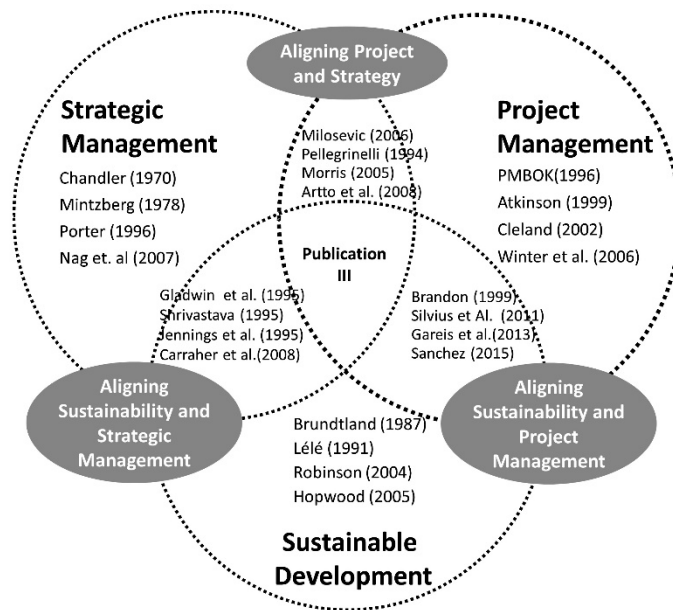 Aligning Project
and Strategy
Strategic
Management
Chandler (1970)
Mintzberg (1978)
Porter (1996)
Nag et. al (2007)
Milosevic (2006)
Pellegrinelli (1994)
Morris (2005)
Artto et al. (2008)
Project
Management
PMBOK(1996)
Atkinson (1999)
Cleland (2002)
Winter et al. (2006)
Publication
III
Gladwin et al. (1995)
Shrivastava (1995)
Jennings et al. (1995)
Carraher et al.(2008)
Brandon (1999)
Silvius et Al. (2011)
Gareis et al.(2013)
Sanchez (2015)
Aligning
Sustainability and
Strategic
Management
Brundtland (1987)
Lélé (1991)
Robinson (2004)
Hopwood (2005)
Aligning
Sustainability and
Project
Management
Sustainable
Development